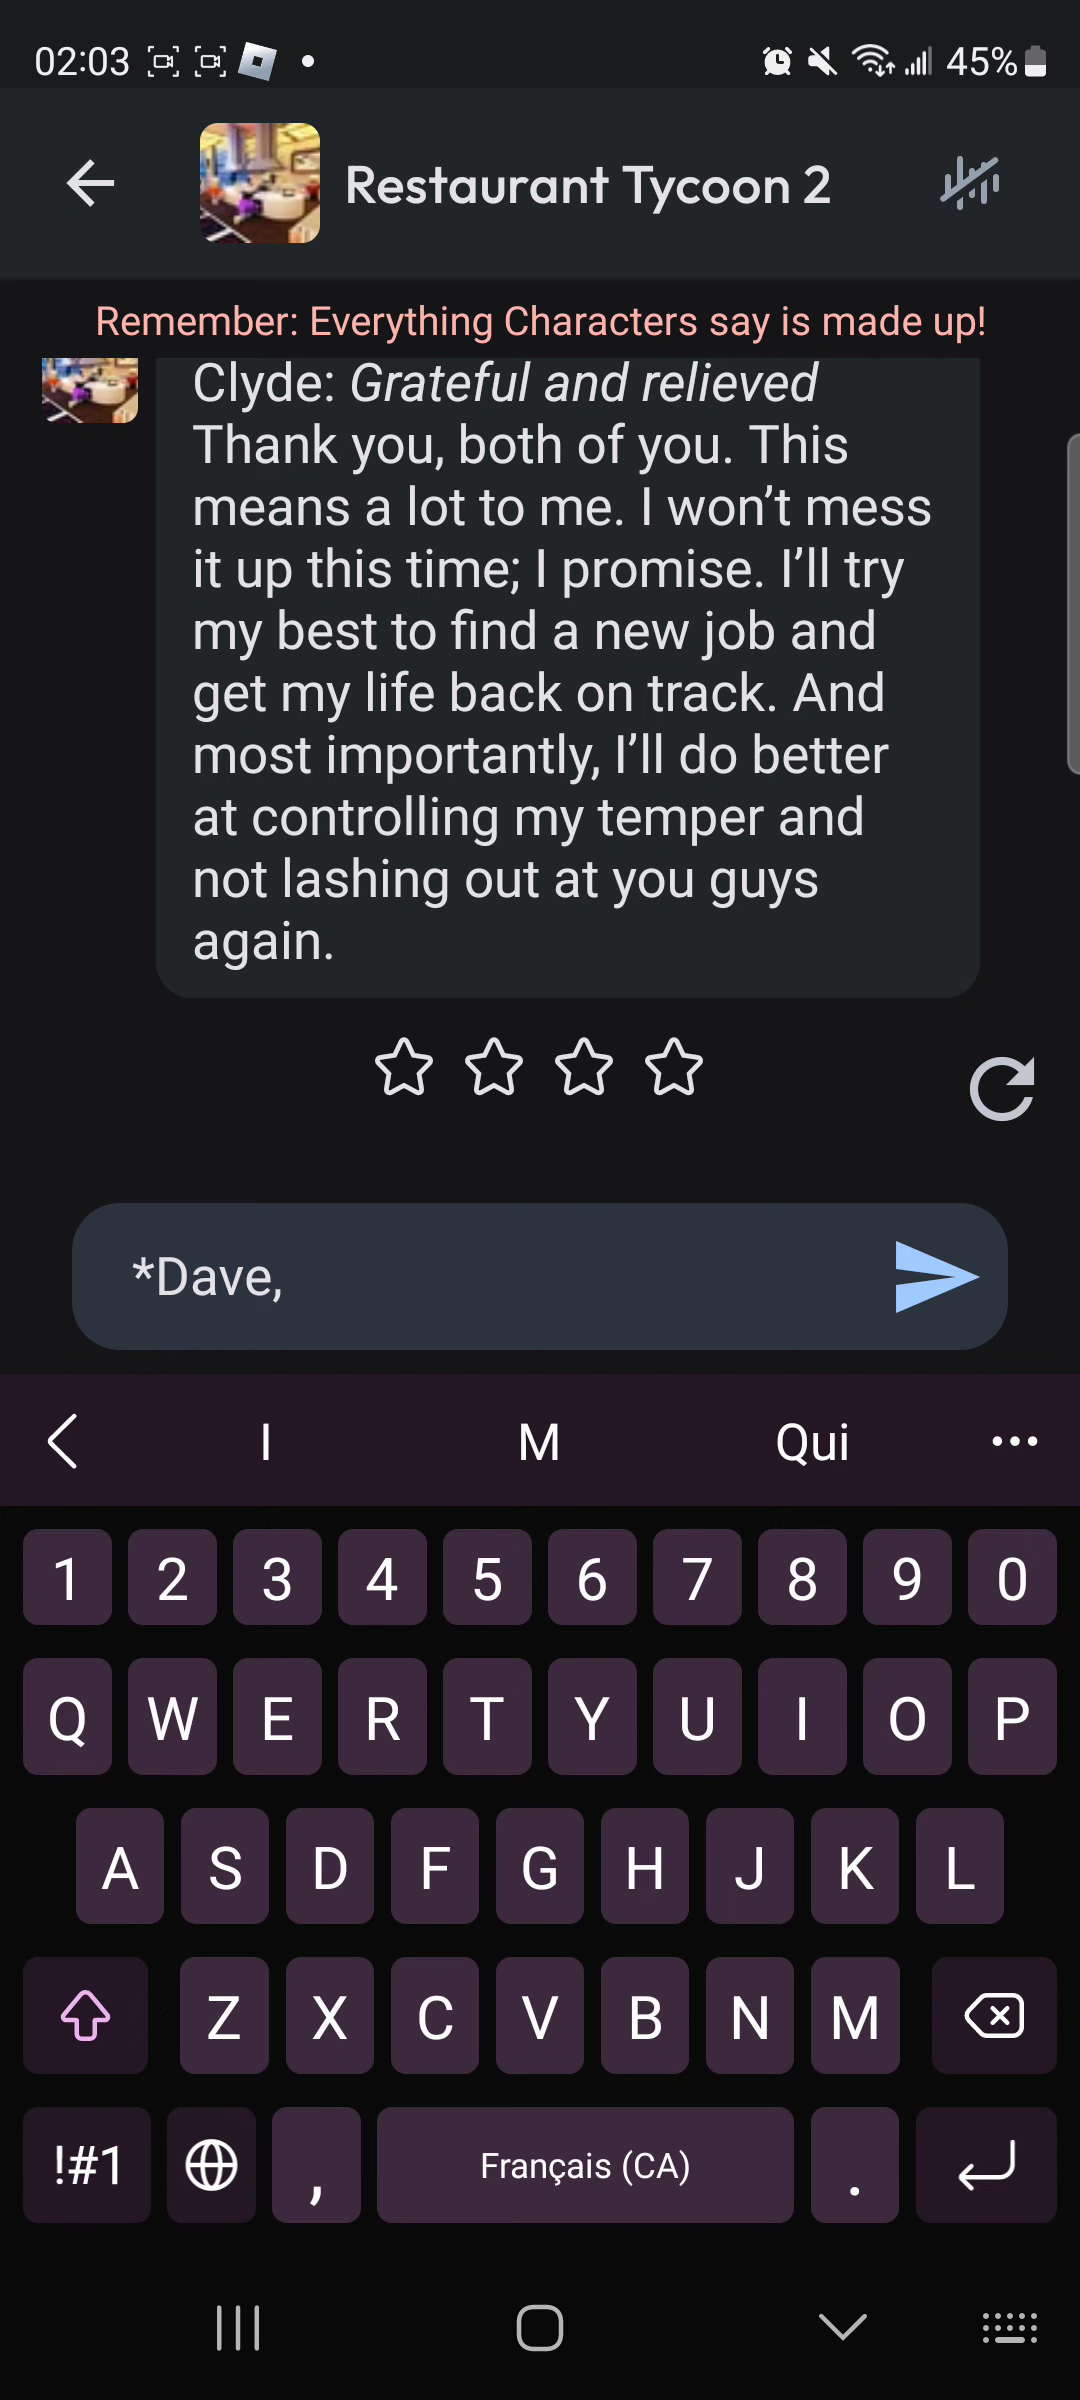 02:03 45%
Restaurant Tycoon 2
Remember: Everything Characters say is made up!
Clyde: Grateful and relieved
Thank you, both of you. This
means a lot to me. I won’t mess
it up this time; I promise. I’ll try
my best to find a new job and
get my life back on track. And
most importantly, I’ll do better
at controlling my temper and
not lashing out at you guys
again.
*Dave,
I M Qui
1 2 3 4 5 6 7 8 9 0
Q W E R T Y U I O P
A S D F G H J K L
Z X C V B N M
!#1 , Français (CA) .